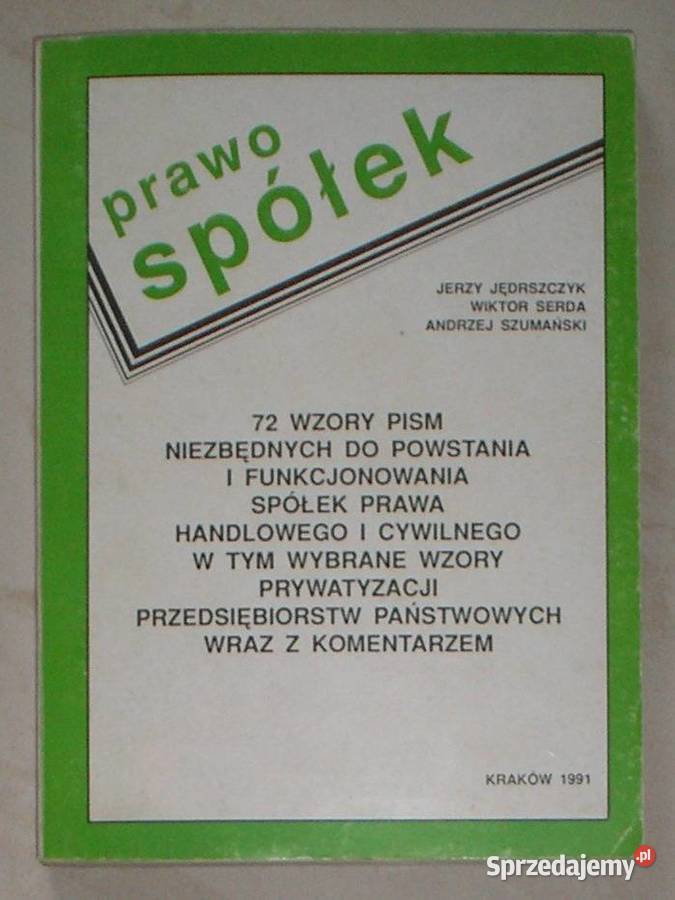 prawo
spółek
JERZY JĘDRSZCZYK
WIKTOR SERDA
ANDRZEJ SZUMAŃSKI
72 WZORY PISM
NIEZBĘDNYCH DO POWSTANIA
I FUNKCJONOWANIA
SPÓŁEK PRAWA
HANDLOWEGO I CYWILNEGO
W TYM WYBRANE WZORY
PRYWATYZACJI
PRZEDSIĘBIORSTW PAŃSTWOWYCH
WRAZ Z KOMENTARZEM
KRAKÓW 1991
Sprzedajemy.pl